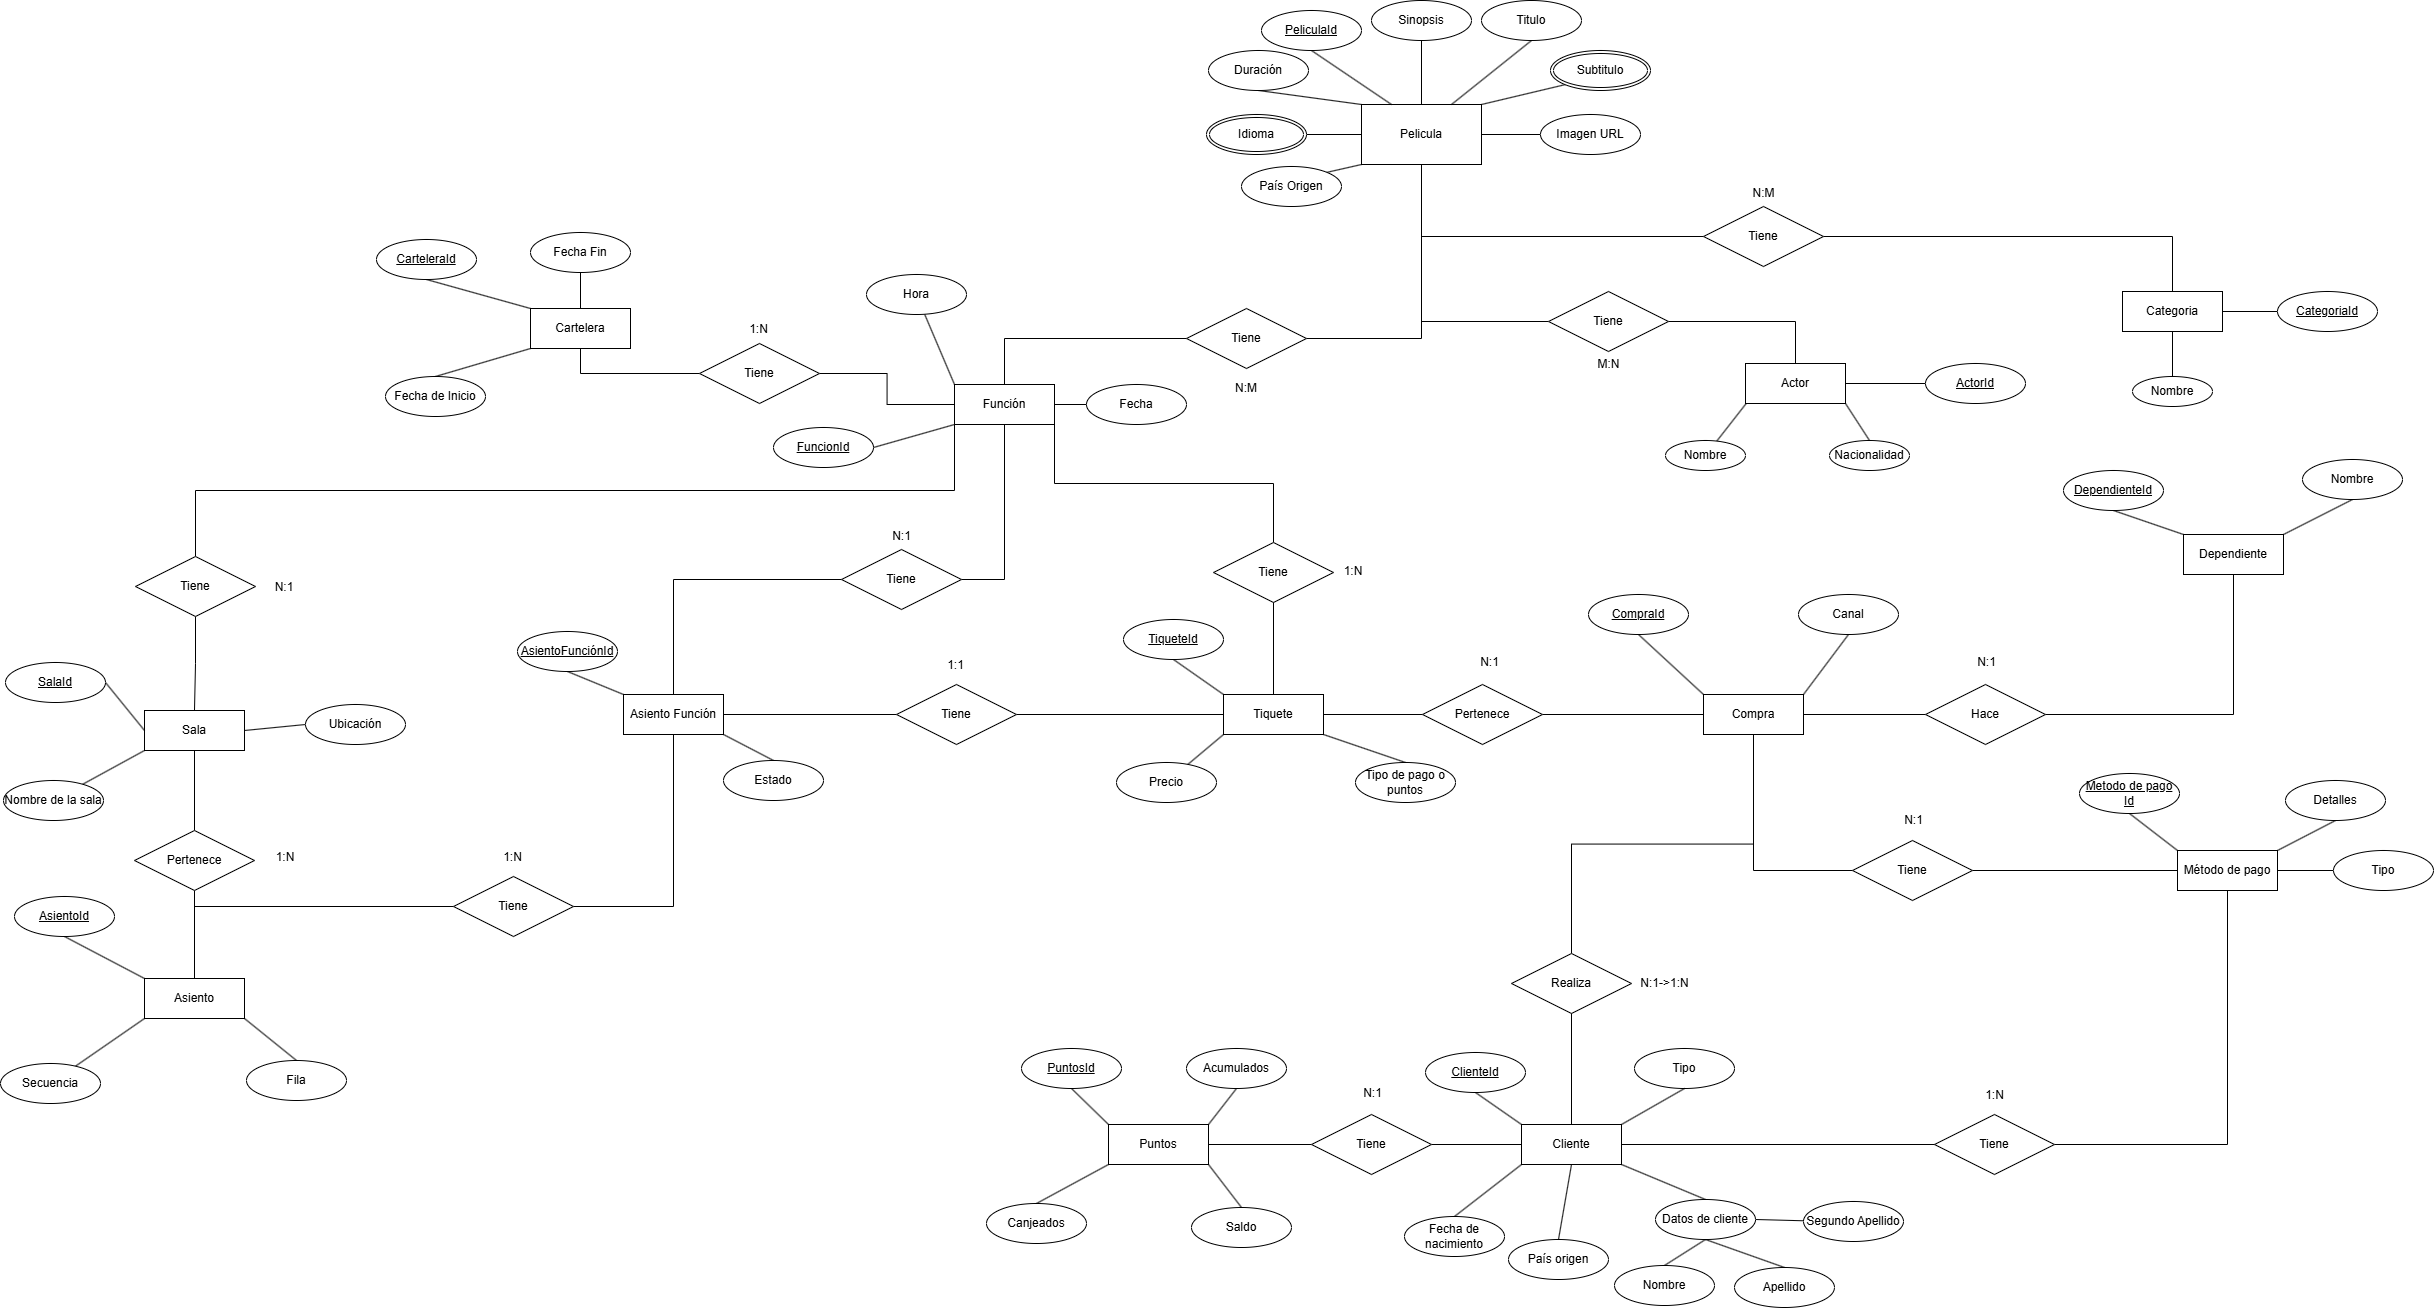 Sinopsis
Titulo
PeliculaId
Duración
Subtitulo
Idioma
Pelicula
Imagen URL
País Origen
N:M
Tiene
CarteleraId
Fecha Fin
Hora
Cartelera
1:N
Tiene
Fecha de Inicio
Tiene
N:M
Tiene
M:N
Categoria
CategoriaId
Nombre
Actor
ActorId
Nombre
Nacionalidad
Función
Fecha
FuncionId
DependienteId
Nombre
Dependiente
N:1
Tiene
Tiene
1:N
Tiene
N:1
CompraId
Canal
TiqueteId
AsientoFunciónId
1:1
N:1
N:1
SalaId
Sala
Ubicación
Nombre de la sala
Asiento Función
Tiene
Tiquete
Pertenece
Compra
Hace
Estado
Precio
Tipo de pago o
puntos
Metodo de pago
Id
Detalles
N:1
Pertenece
1:N
1:N
Tiene
Tiene
Método de pago
Tipo
AsientoId
Asiento
Secuencia
Fila
Realiza
N:1->1:N
PuntosId
Acumulados
ClienteId
Tipo
N:1
1:N
Puntos
Tiene
Cliente
Tiene
Canjeados
Saldo
Fecha de
nacimiento
País origen
Datos de cliente
Segundo Apellido
Nombre
Apellido